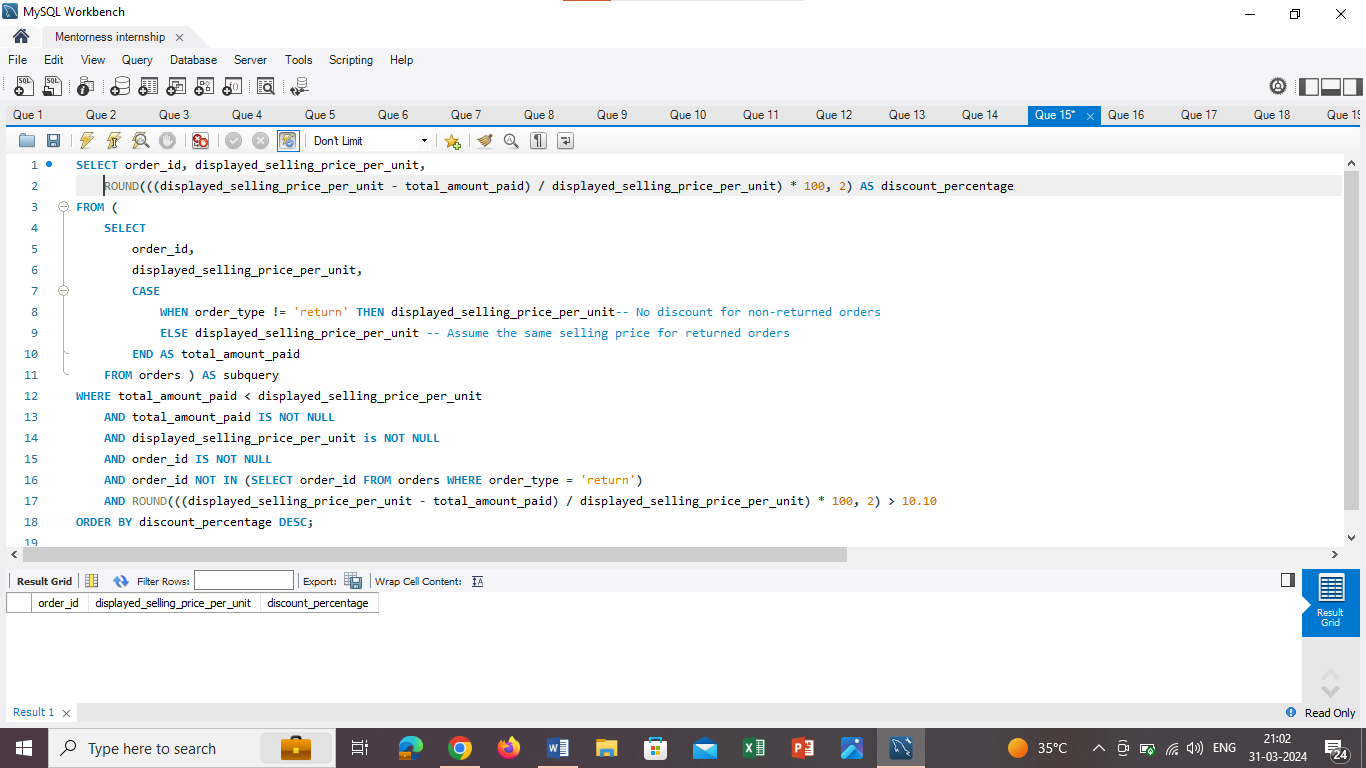 MySQL Workbench
Mentorness internship
File Edit View Query Database Server Tools Scripting Help
Que 1 Que 2 Que 3 Que 4 Que 5 Que 6 Que 7 Que 8 Que 9 Que 10 Que 11 Que 12 Que 13 Que 14 Que 15* Que 16 Que 17 Que 18 Que 19
Don't Limit
1 SELECT order_id, displayed_selling_price_per_unit,
2 ROUND(((displayed_selling_price_per_unit - total_amount_paid) / displayed_selling_price_per_unit) * 100, 2) AS discount_percentage
3 FROM (
4 SELECT
5 order_id,
6 displayed_selling_price_per_unit,
7 CASE
8 WHEN order_type != 'return' THEN displayed_selling_price_per_unit-- No discount for non-returned orders
9 ELSE displayed_selling_price_per_unit -- Assume the same selling price for returned orders
10 END AS total_amount_paid
11 FROM orders ) AS subquery
12 WHERE total_amount_paid < displayed_selling_price_per_unit
13 AND total_amount_paid IS NOT NULL
14 AND displayed_selling_price_per_unit is NOT NULL
15 AND order_id IS NOT NULL
16 AND order_id NOT IN (SELECT order_id FROM orders WHERE order_type = 'return')
17 AND ROUND(((displayed_selling_price_per_unit - total_amount_paid) / displayed_selling_price_per_unit) * 100, 2) > 10.10
18 ORDER BY discount_percentage DESC;
19
Result Grid Filter Rows: Export: Wrap Cell Content:
order_id displayed_selling_price_per_unit discount_percentage
Result
Grid
Result 1
Read Only
Type here to search
35°C ENG
21:02
31-03-2024
24